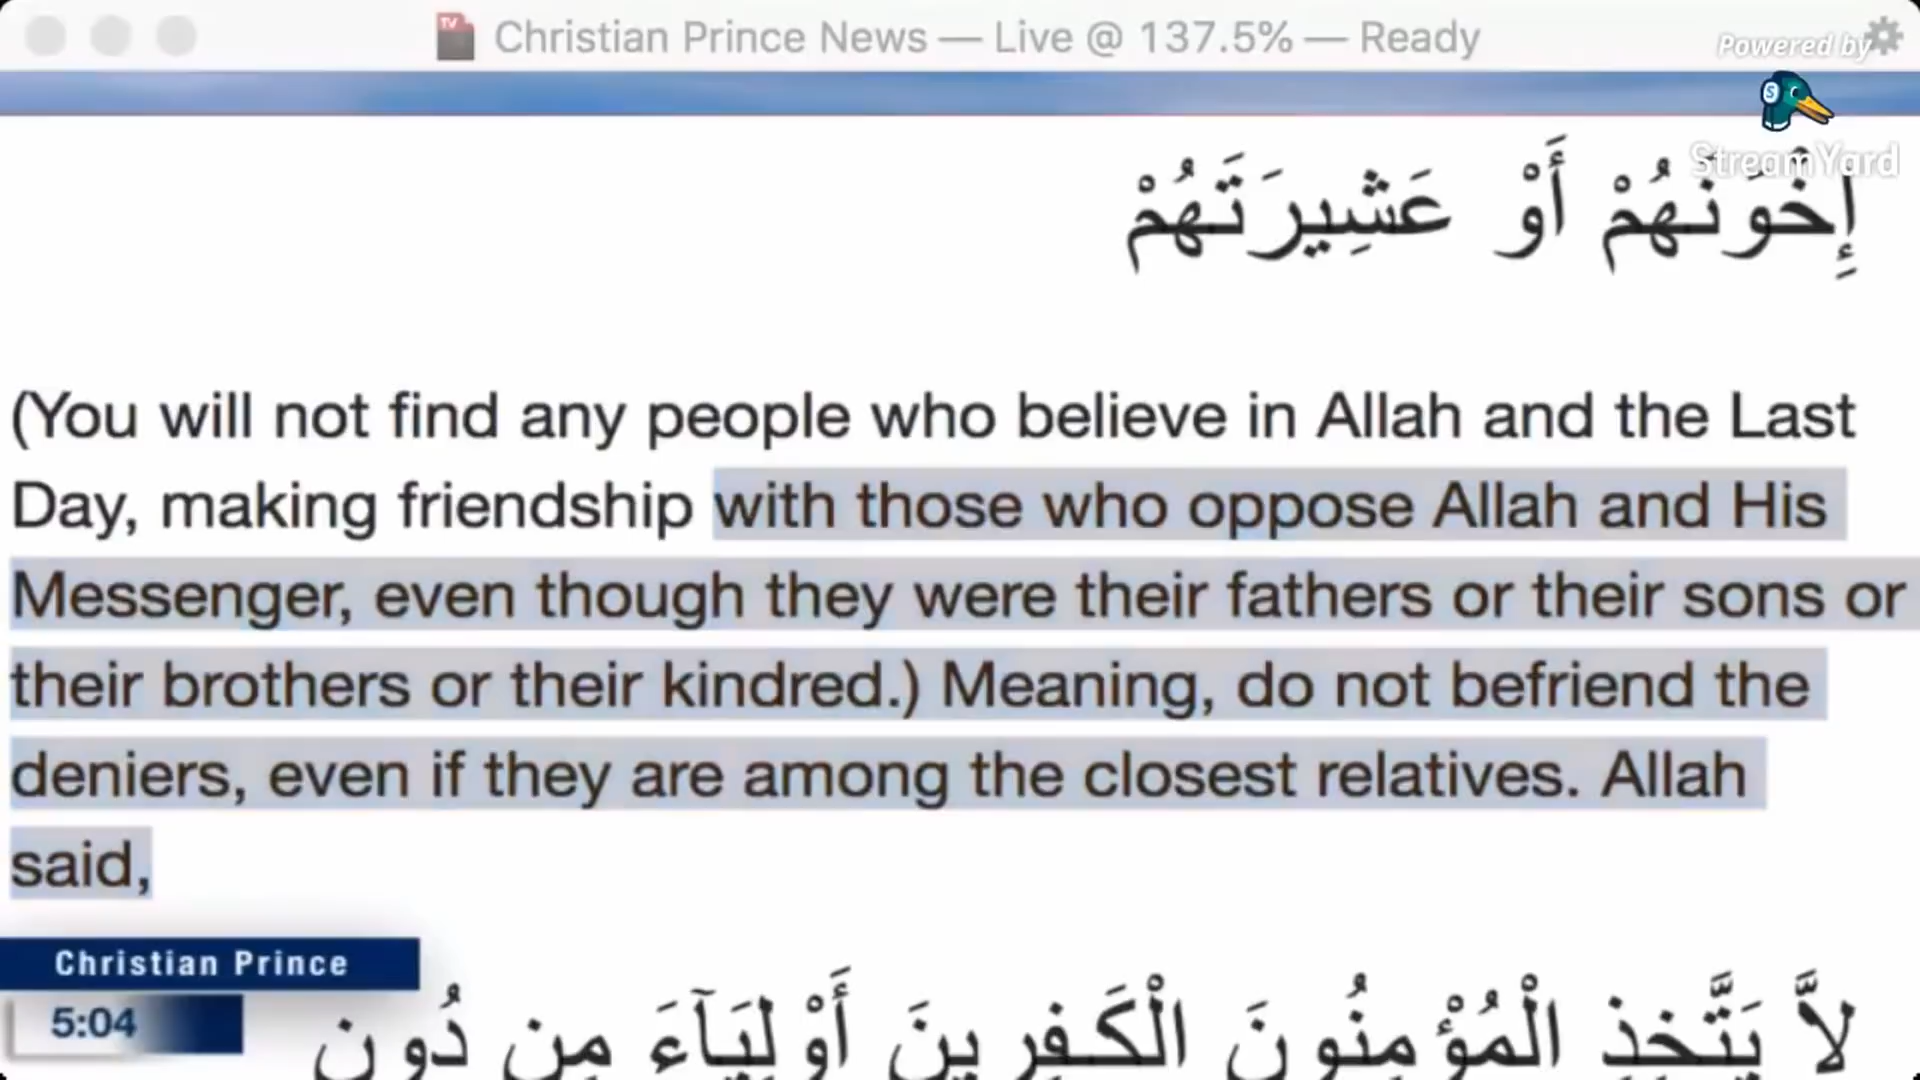 Christian Prince News — Live @ 137.5% — Ready
Powered by
StreamYard
إِخْوَنَهُمْ أَوْ عَشِيرَتَهُمْ
(You will not find any people who believe in Allah and the Last
Day, making friendship with those who oppose Allah and His
Messenger, even though they were their fathers or their sons or
their brothers or their kindred.) Meaning, do not befriend the
deniers, even if they are among the closest relatives. Allah
said,
لاَّ يَتَّخِذِ الْمُؤْمِنُونَ الْكَـفِرِينَ أَوْلِيَآءَ مِن دُونِ
Christian Prince
5:04